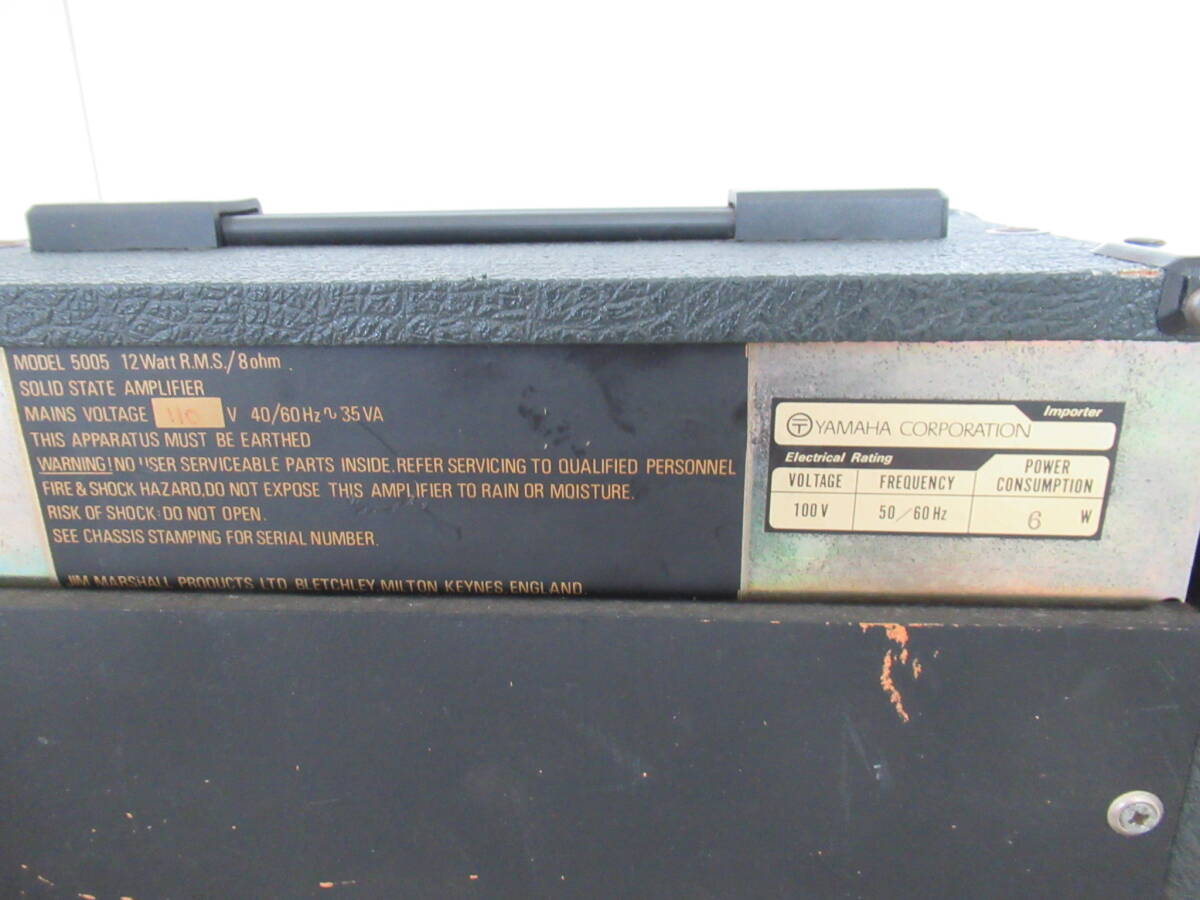 MODEL 5005 12 Watt R.M.S./8 ohm
SOLID STATE AMPLIFIER
MAINS VOLTAGE 110 V 40/60 Hz ∿ 35 VA
THIS APPARATUS MUST BE EARTHED
WARNING! NO USER SERVICEABLE PARTS INSIDE. REFER SERVICING TO QUALIFIED PERSONNEL
FIRE & SHOCK HAZARD, DO NOT EXPOSE THIS AMPLIFIER TO RAIN OR MOISTURE.
RISK OF SHOCK: DO NOT OPEN.
SEE CHASSIS STAMPING FOR SERIAL NUMBER.
JIM MARSHALL PRODUCTS LTD. BLETCHLEY, MILTON KEYNES, ENGLAND
Importer
YAMAHA CORPORATION
Electrical Rating
VOLTAGE FREQUENCY POWER CONSUMPTION
100 V 50/60 Hz 6 W